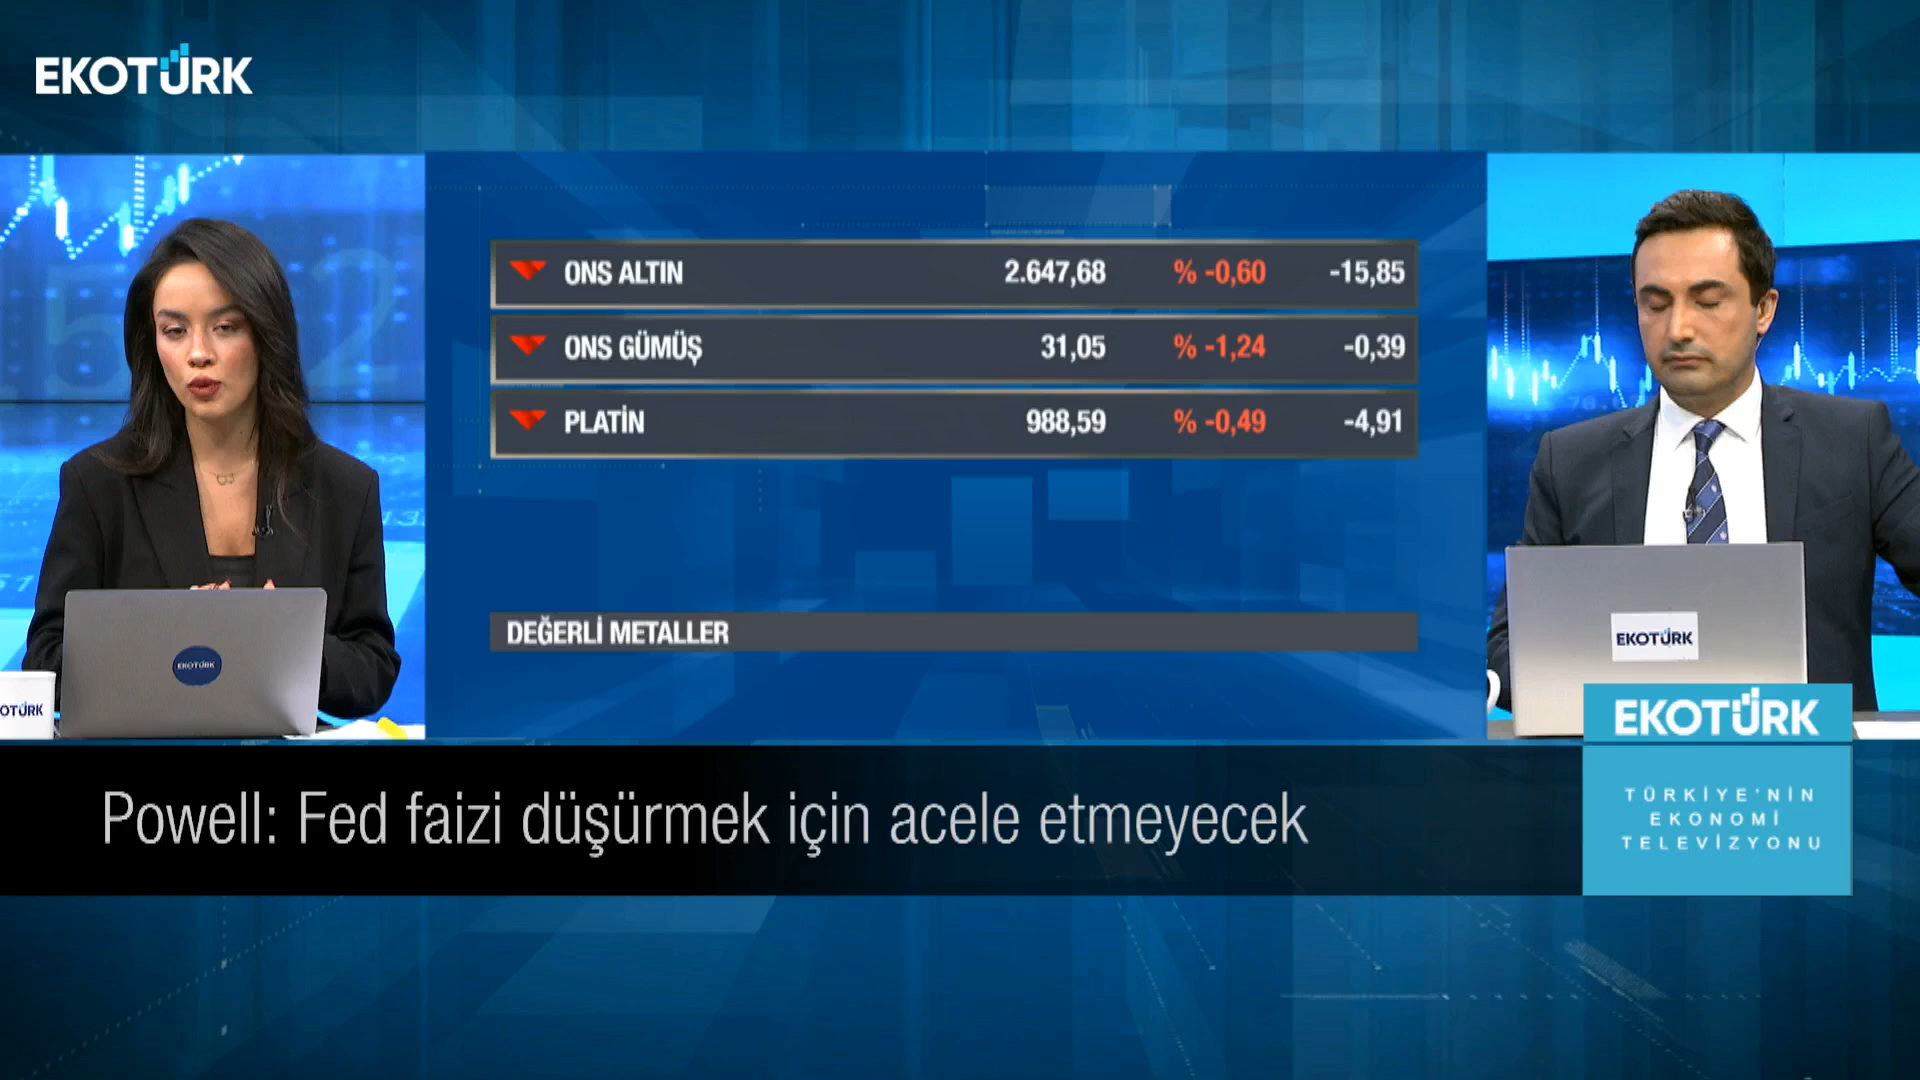 EKOTÜRK
ONS ALTIN 2.647,68 % -0,60 -15,85
ONS GÜMÜŞ 31,05 % -1,24 -0,39
PLATİN 988,59 % -0,49 -4,91
DEĞERLİ METALLER
EKOTÜRK
OTÜRK
EKOTÜRK
EKOTÜRK
TÜRKİYE'NİN
EKONOMİ
TELEVİZYONU
Powell: Fed faizi düşürmek için acele etmeyecek